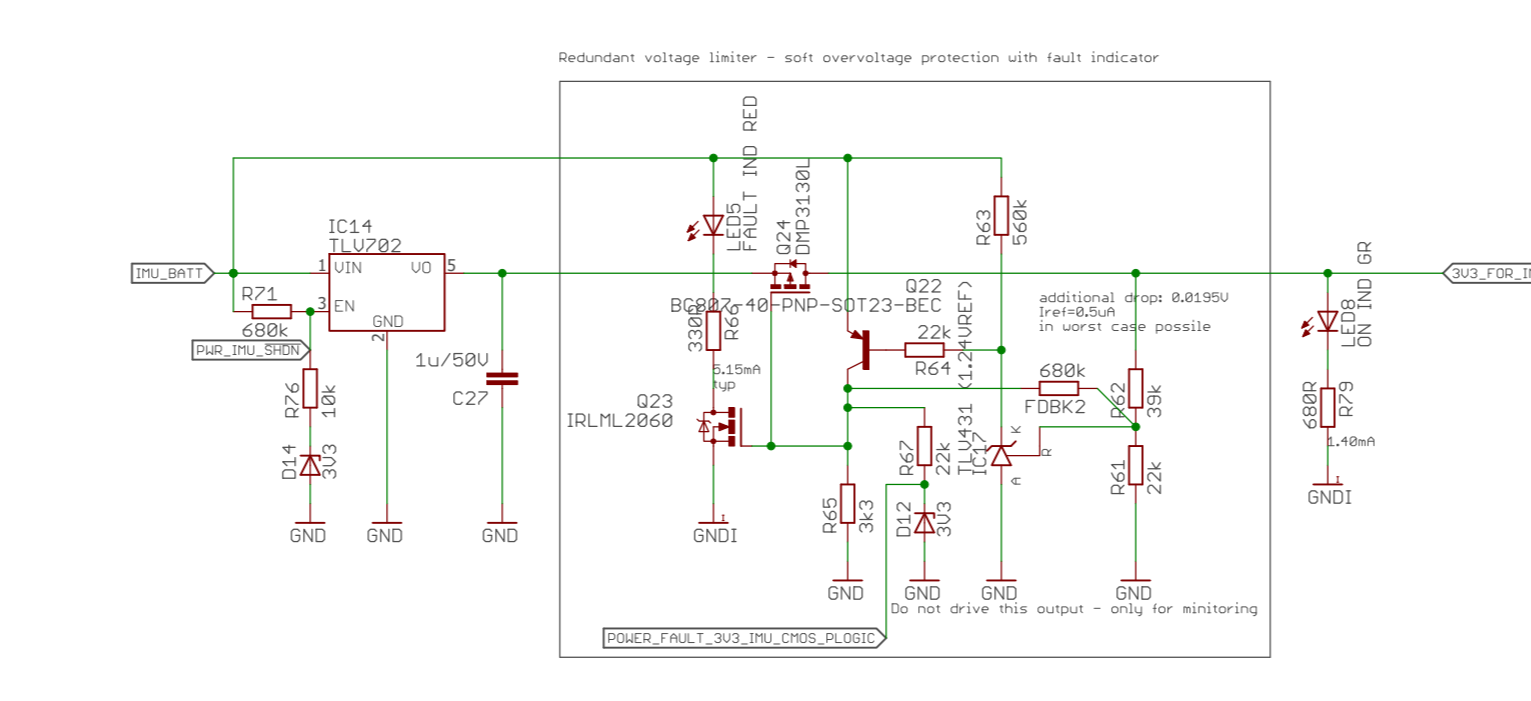 Redundant voltage limiter - soft overvoltage protection with fault indicator
IMU_BATT
R71
680k
PWR_IMU_SHDN
R76
10k
D14
3V3
GND
IC14
TLV702
1
VIN
VO
5
3
EN
GND
2
GND
1u/50V
C27
GND
LED5
FAULT IND RED
330R
R66
5.15mA
typ
Q23
IRLML2060
I
GNDI
Q24
DMP3130L
Q22
BC807-40-PNP-SOT23-BEC
22k
R64
R63
560k
R65
3k3
GND
R67
22k
D12
3V3
GND
TLV431
(1.24VREF)
IC17
K
R
A
GND
additional drop: 0.0195V
Iref=0.5uA
in worst case possile
680k
FDBK2
R62
39k
R61
22k
GND
Do not drive this output - only for minitoring
POWER_FAULT_3V3_IMU_CMOS_PLOGIC
LED8
ON IND GR
680R
R79
1.40mA
I
GNDI
3V3_FOR_I